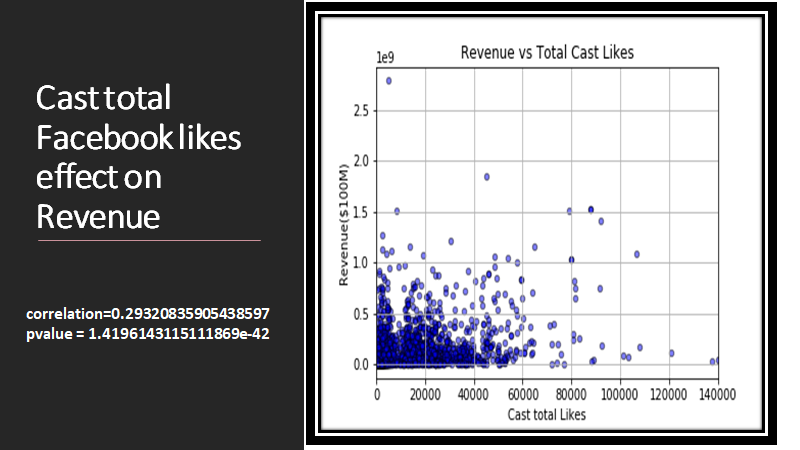 Cast total
Facebook likes
effect on
Revenue
correlation=0.29320835905438597
pvalue = 1.4196143115111869e-42
Revenue vs Total Cast Likes
1e9
2.5
2.0
1.5
1.0
0.5
0.0
Revenue($100M)
0 20000 40000 60000 80000 100000 120000 140000
Cast total Likes